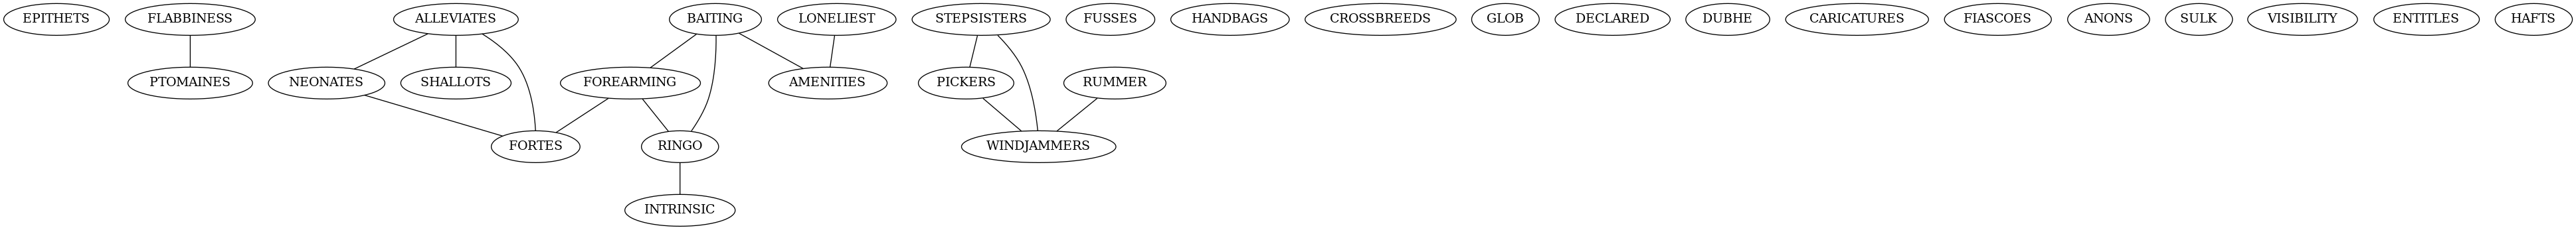 EPITHETS FLABBINESS ALLEVIATES BAITING LONELIEST STEPSISTERS FUSSES HANDBAGS CROSSBREEDS GLOB DECLARED DUBHE CARICATURES FIASCOES ANONS SULK VISIBILITY ENTITLES HAFTS
PTOMAINES NEONATES SHALLOTS FOREARMING AMENITIES PICKERS RUMMER
FORTES RINGO WINDJAMMERS
INTRINSIC